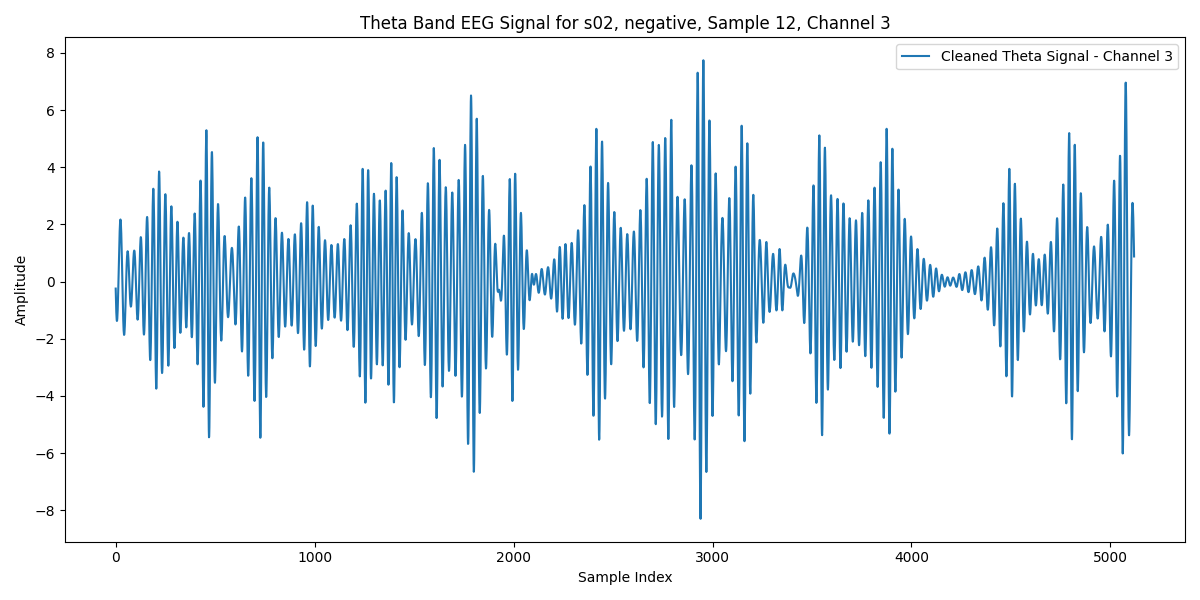 Theta Band EEG Signal for s02, negative, Sample 12, Channel 3
Cleaned Theta Signal - Channel 3
Amplitude
8
6
4
2
0
−2
−4
−6
−8
0 1000 2000 3000 4000 5000
Sample Index